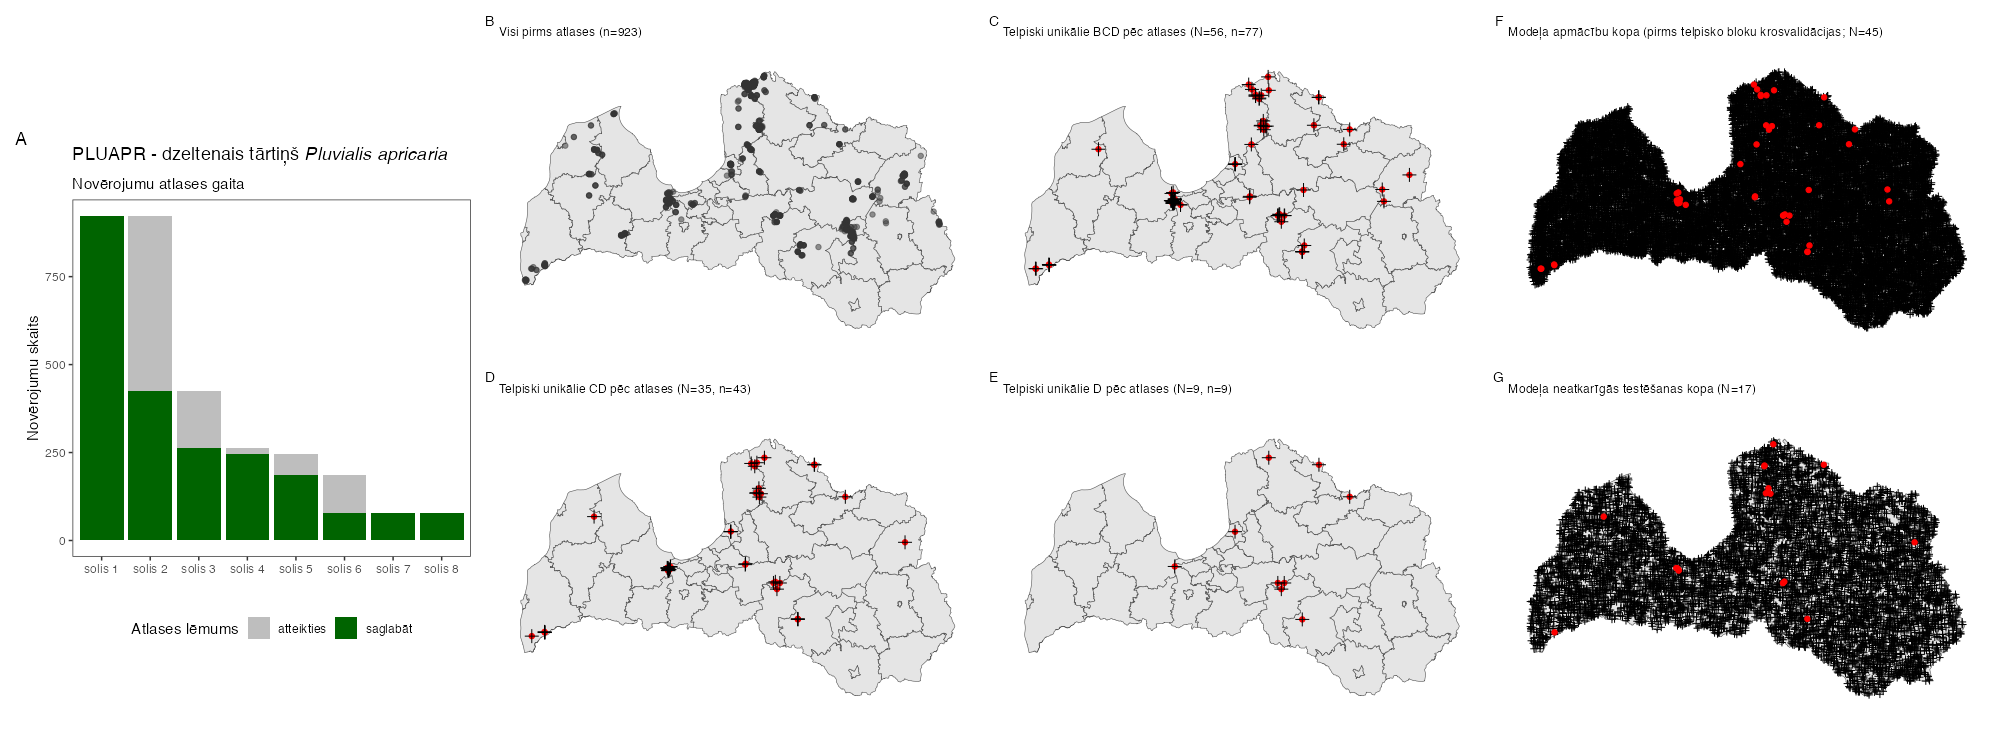 A
PLUAPR - dzeltenais tārtiņš Pluvialis apricaria
Novērojumu atlases gaita
Novērojumu skaits
750
500
250
0
solis 1 solis 2 solis 3 solis 4 solis 5 solis 6 solis 7 solis 8
Atlases lēmums atteikties saglabāt
B
Visi pirms atlases (n=923)
C
Telpiski unikālie BCD pēc atlases (N=56, n=77)
F
Modeļa apmācību kopa (pirms telpisko bloku krosvalidācijas; N=45)
D
Telpiski unikālie CD pēc atlases (N=35, n=43)
E
Telpiski unikālie D pēc atlases (N=9, n=9)
G
Modeļa neatkarīgās testēšanas kopa (N=17)